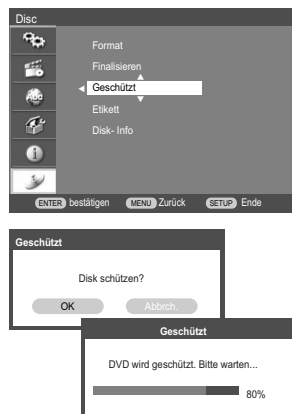 Disc
Format
Finalisieren
Geschützt
Etikett
Disk- Info
ENTER bestätigen MENU Zurück SETUP Ende
Geschützt
Disk schützen?
OK Abbrch.
Geschützt
DVD wird geschützt. Bitte warten...
80%